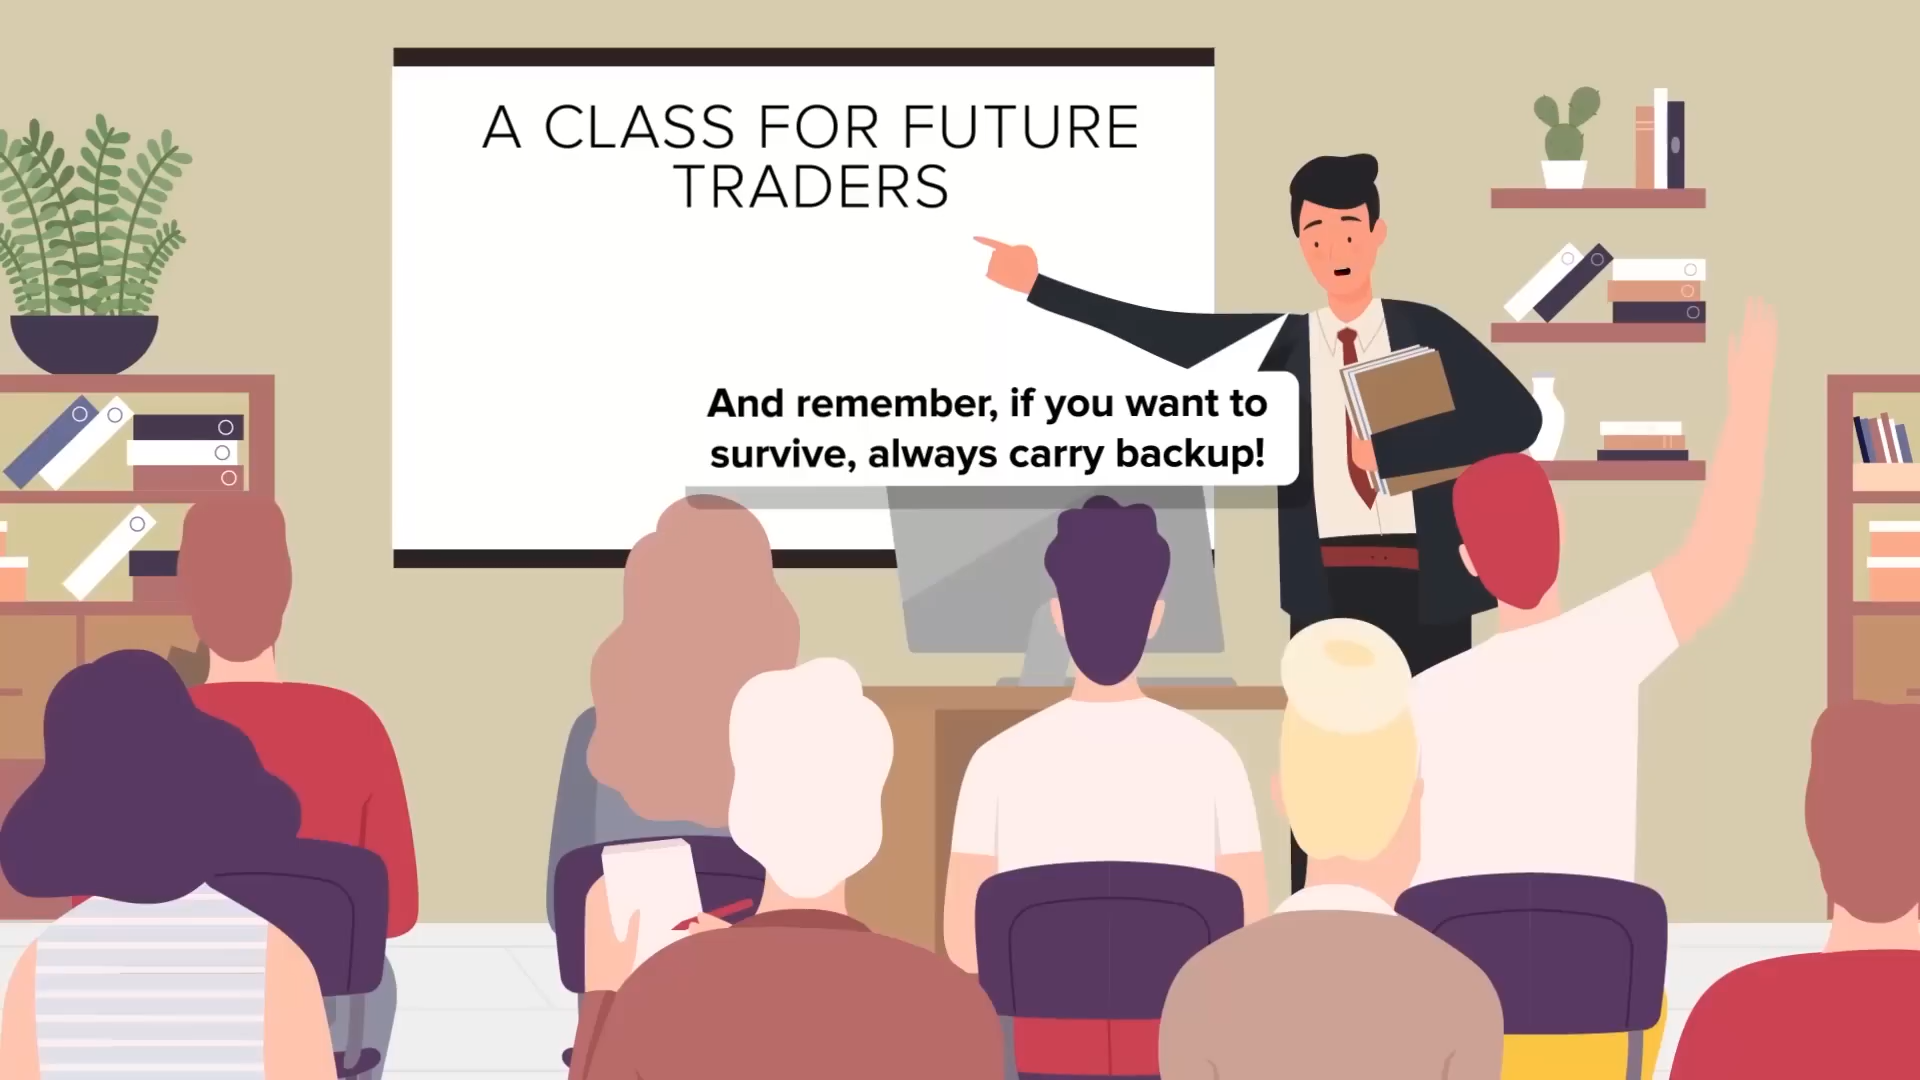 A CLASS FOR FUTURE
TRADERS
And remember, if you want to
survive, always carry backup!